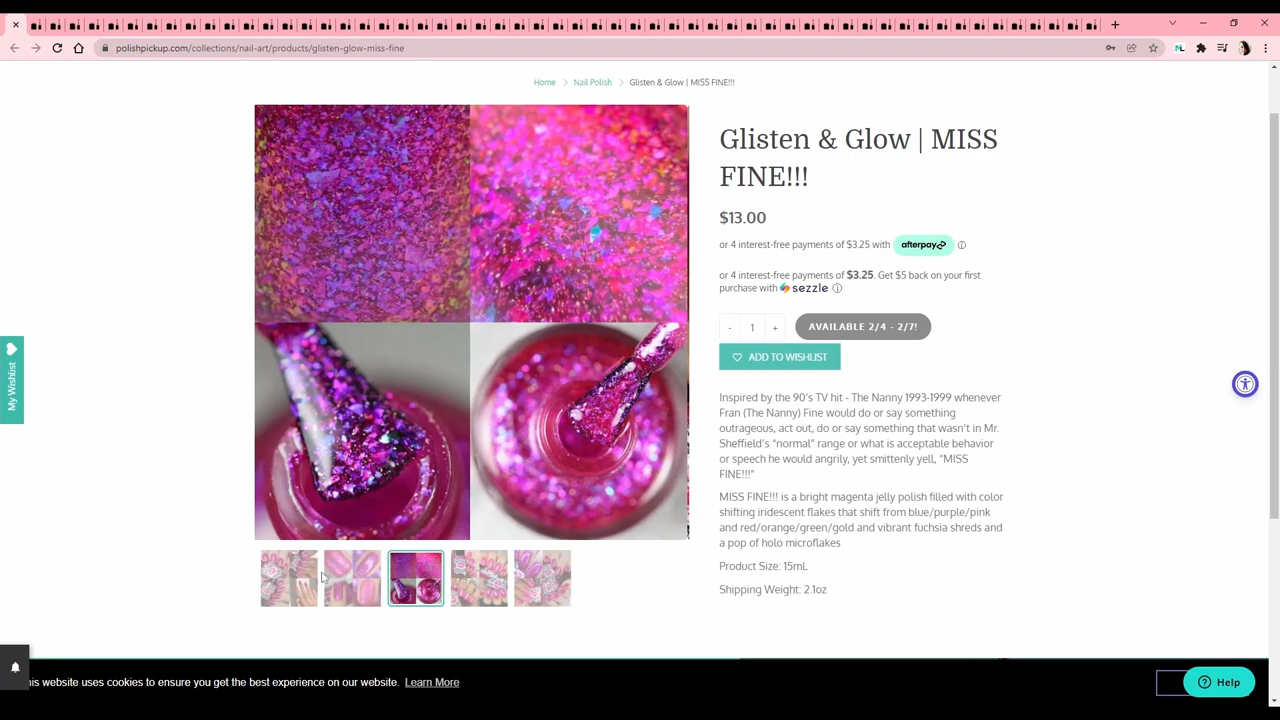 polishpickup.com/collections/nail-art/products/glisten-glow-miss-fine
Home > Nail Polish > Glisten & Glow | MISS FINE!!!
Glisten & Glow | MISS
FINE!!!
$13.00
or 4 interest-free payments of $3.25 with afterpay
or 4 interest-free payments of $3.25. Get $5 back on your first
purchase with sezzle
- 1 +
AVAILABLE 2/4 - 2/7!
ADD TO WISHLIST
My Wishlist
Inspired by the 90's TV hit - The Nanny 1993-1999 whenever
Fran (The Nanny) Fine would do or say something
outrageous, act out, do or say something that wasn't in Mr.
Sheffield's "normal" range or what is acceptable behavior
or speech he would angrily, yet smittenly yell, "MISS
FINE!!!"
MISS FINE!!! is a bright magenta jelly polish filled with color
shifting iridescent flakes that shift from blue/purple/pink
and red/orange/green/gold and vibrant fuchsia shreds and
a pop of holo microflakes
Product Size: 15mL
Shipping Weight: 2.1oz
is website uses cookies to ensure you get the best experience on our website. Learn More
Help